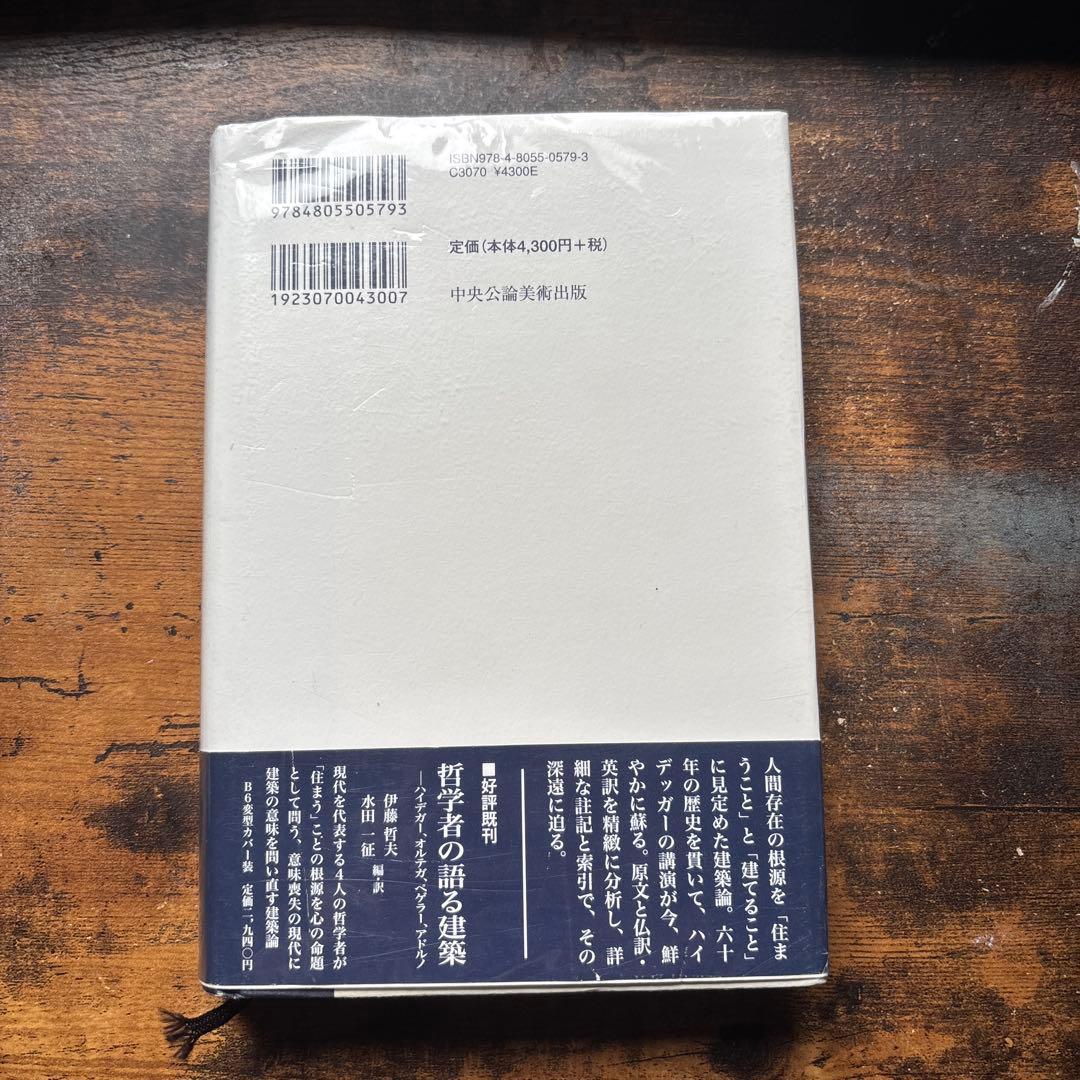 ISBN978-4-8055-0579-3
C3070 ¥4300E
9784805505793
定価(本体4,300円+税)
1923070043007
中央公論美術出版
人間存在の根源を「住ま
うこと」と「建てること」
に見定めた建築論。六十
年の歴史を貫いて、ハイ
デッガーの講演が今、鮮
やかに蘇る。原文と仏訳・
英訳を精緻に分析し、詳
細な註記と索引で、その
深遠に迫る。
■好評既刊
哲学者の語る建築
―ハイデガー、オルテガ、ペゲラー、アドルノ
伊藤 哲夫
水田 一征 編・訳
現代を代表する4人の哲学者が
「住まう」ことの根源を心の命題
として問う、意味喪失の現代に
建築の意味を問い直す建築論
B6変型カバー装 定価二、九四〇円